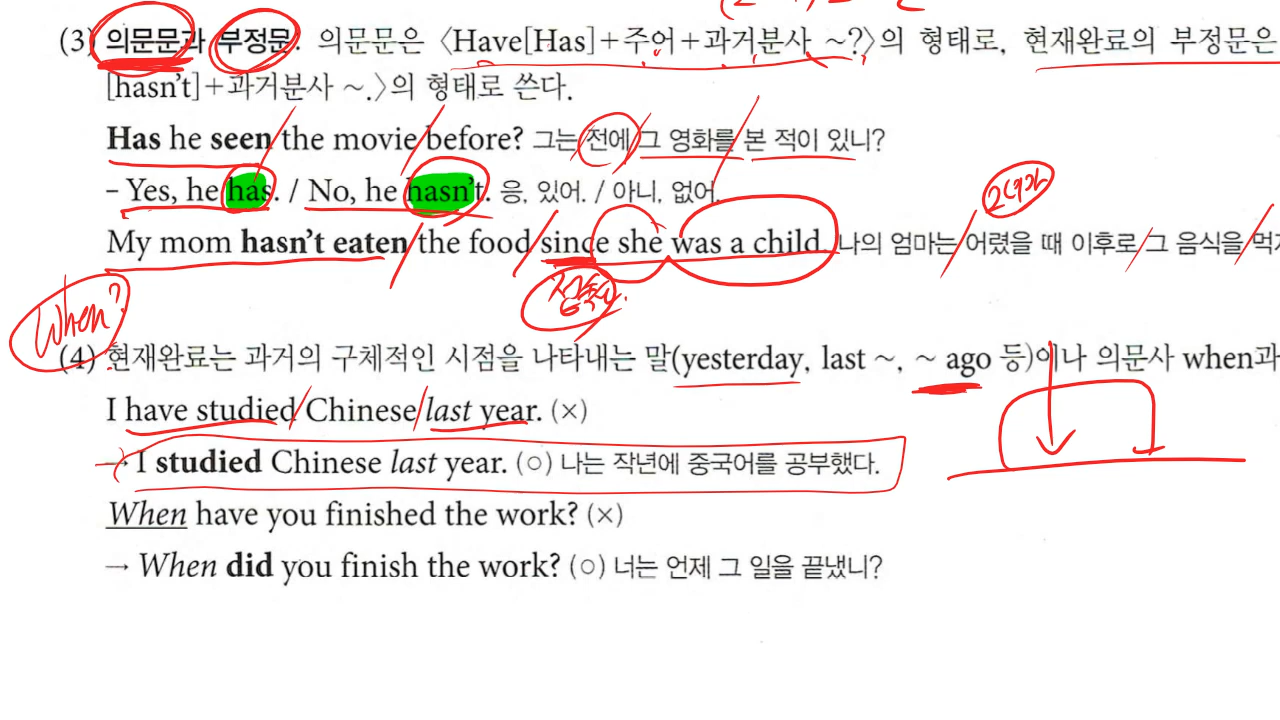 (3) 의문문과 부정문: 의문문은 〈Have[Has]+주어+과거분사 ~?〉의 형태로, 현재완료의 부정문은
[hasn't]+과거분사 ~.〉의 형태로 쓴다.
Has he seen the movie before? 그는 전에 그 영화를 본 적이 있니?
– Yes, he has. / No, he hasn't. 응, 있어. / 아니, 없어.
My mom hasn't eaten the food since she was a child. 나의 엄마는 어렸을 때 이후로 그 음식을
접속사.
When?
(4) 현재완료는 과거의 구체적인 시점을 나타내는 말(yesterday, last ~, ~ ago 등)이나 의문사 when과
I have studied Chinese last year. (×)
→ I studied Chinese last year. (○) 나는 작년에 중국어를 공부했다.
When have you finished the work? (×)
→ When did you finish the work? (○) 너는 언제 그 일을 끝냈니?